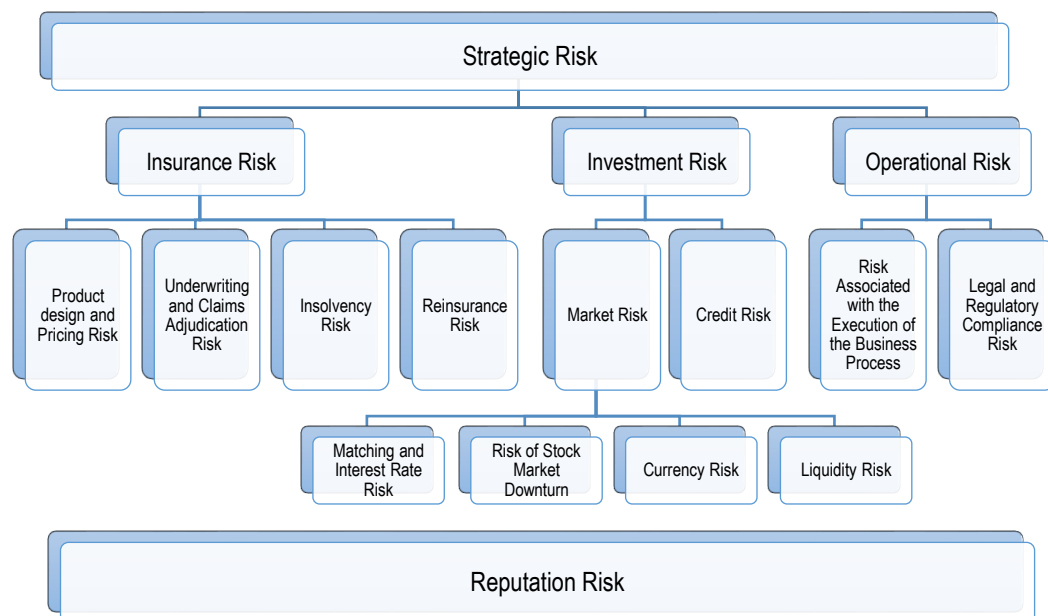 Strategic Risk
Insurance Risk
Investment Risk
Operational Risk
Product
design and
Pricing Risk
Underwriting
and Claims
Adjudication
Risk
Insolvency
Risk
Reinsurance
Risk
Market Risk
Credit Risk
Risk
Associated
with the
Execution of
the Business
Process
Legal and
Regulatory
Compliance
Risk
Matching and
Interest Rate
Risk
Risk of Stock
Market
Downturn
Currency Risk
Liquidity Risk
Reputation Risk